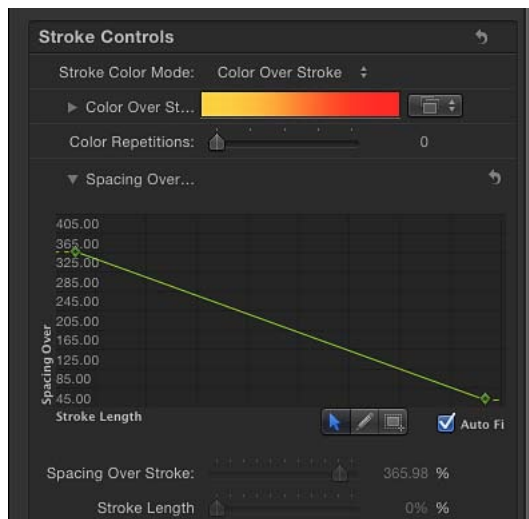 Stroke Controls
Stroke Color Mode: Color Over Stroke
Color Over St...
Color Repetitions: 0
Spacing Over...
405.00
365.00
325.00
285.00
245.00
205.00
165.00
125.00
85.00
45.00
Spacing Over
Stroke Length
Auto Fi
Spacing Over Stroke: 365.98 %
Stroke Length 0% %